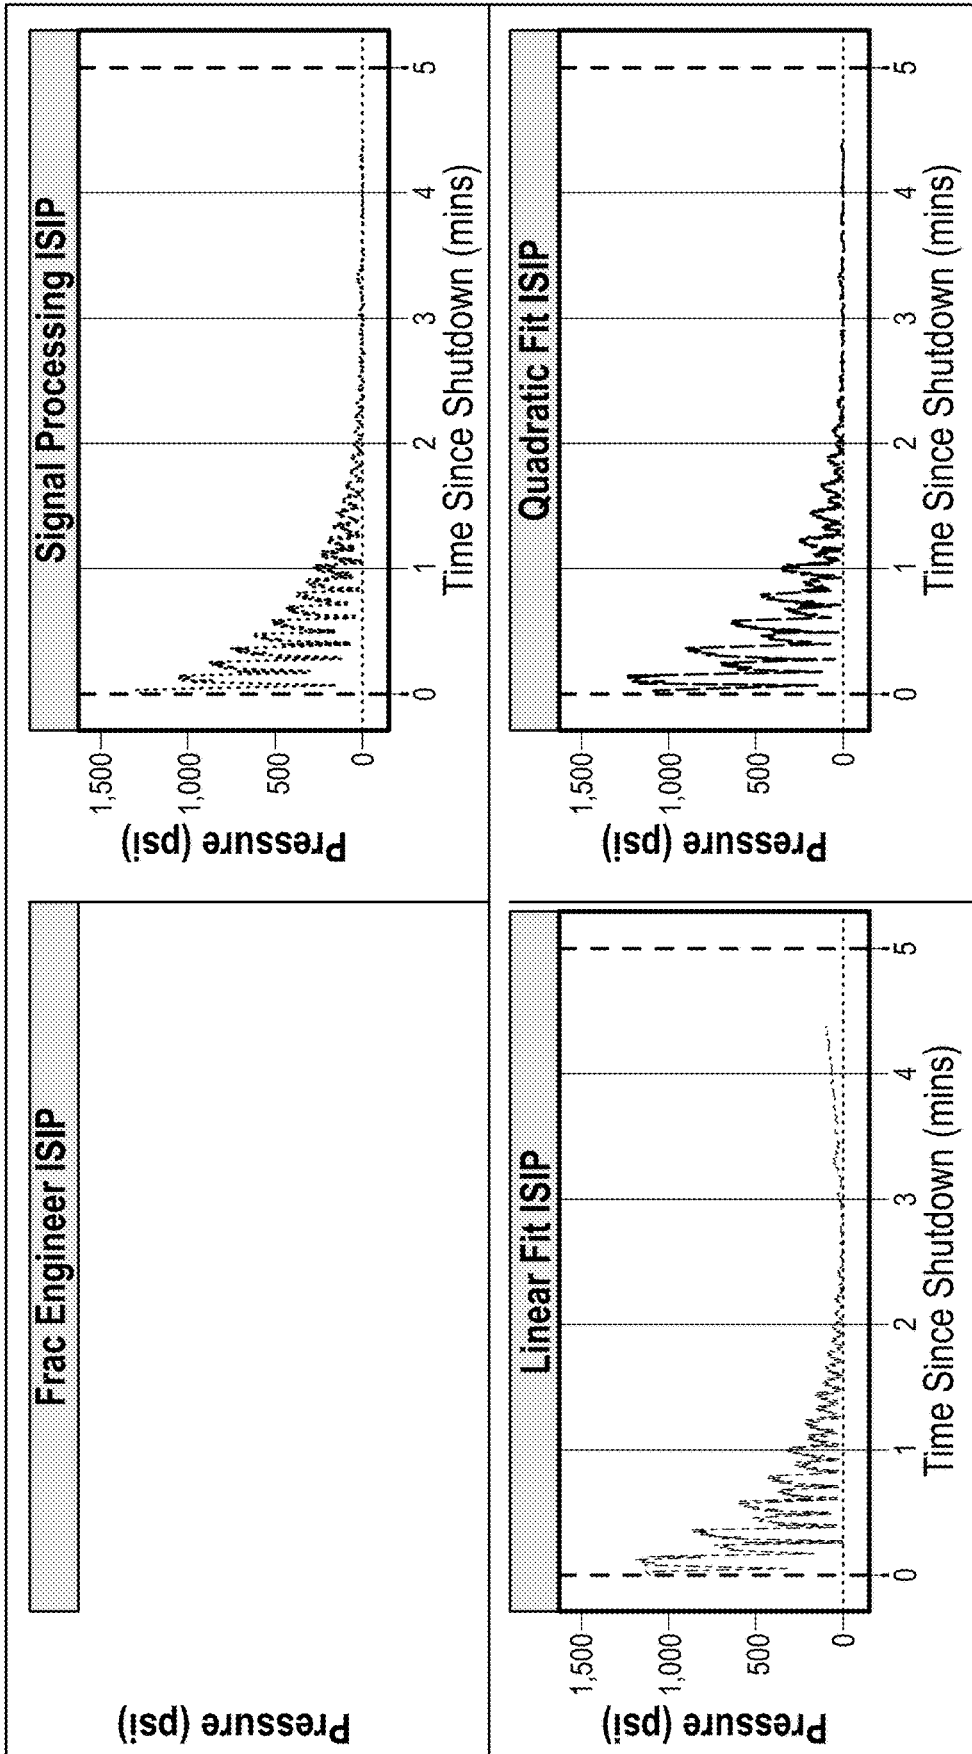 Frac Engineer ISIP
Pressure (psi)
Signal Processing ISIP
Pressure (psi)
1,500
1,000
500
0
0 1 2 3 4 5
Time Since Shutdown (mins)
Linear Fit ISIP
Pressure (psi)
1,500
1,000
500
0
0 1 2 3 4 5
Time Since Shutdown (mins)
Quadratic Fit ISIP
Pressure (psi)
1,500
1,000
500
0
0 1 2 3 4 5
Time Since Shutdown (mins)